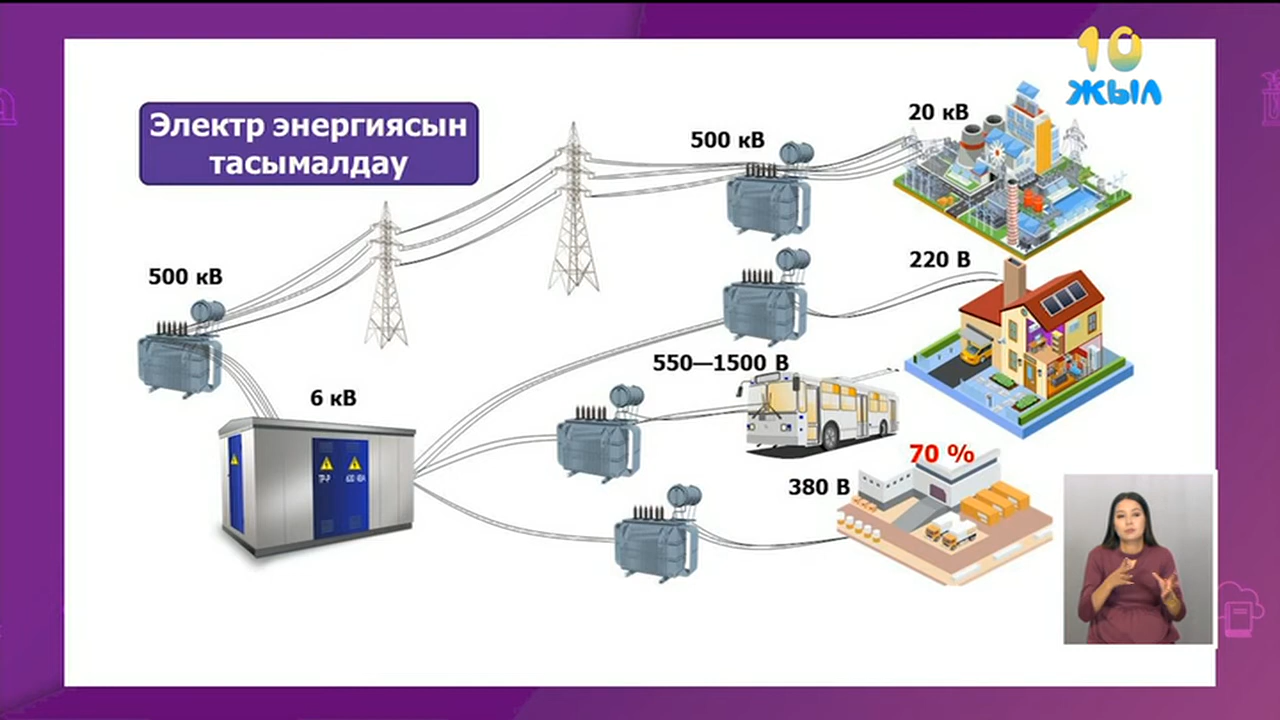 10
ЖЫЛ
Электр энергиясын
тасымалдау
20 кВ
500 кВ
500 кВ
220 В
550—1500 В
6 кВ
70 %
380 В